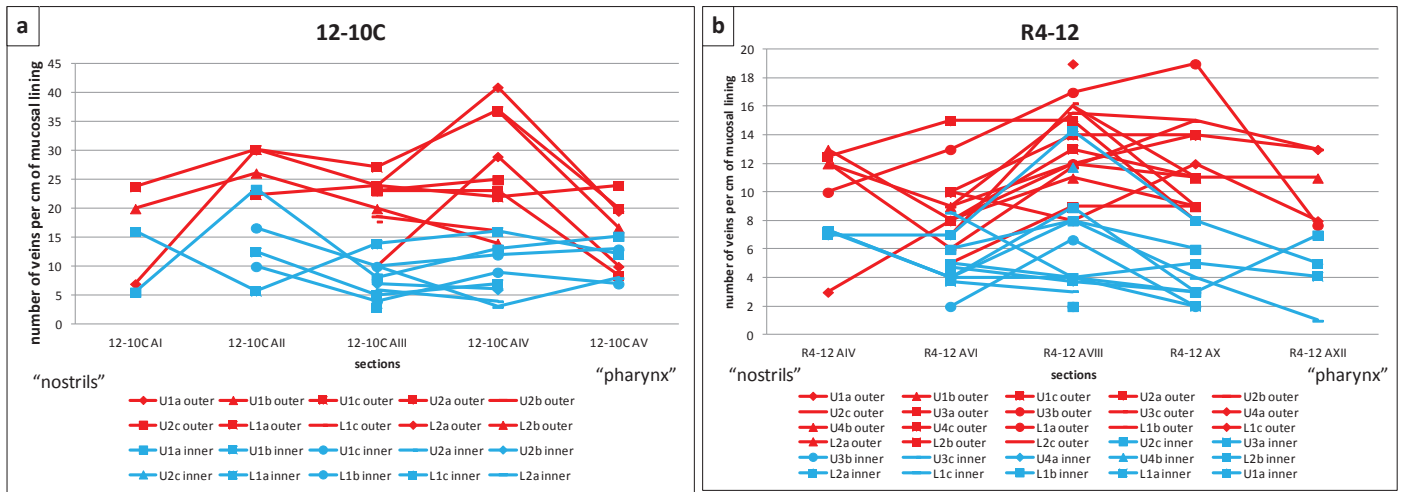 a
12-10C
number of veins per cm of mucosal lining
45
40
35
30
25
20
15
10
5
0
12-10C AI 12-10C AII 12-10C AIII 12-10C AIV 12-10C AV
sections
"nostrils" "pharynx"
U1a outer U1b outer U1c outer U2a outer U2b outer
U2c outer L1a outer L1c outer L2a outer L2b outer
U1a inner U1b inner U1c inner U2a inner U2b inner
U2c inner L1a inner L1b inner L1c inner L2a inner
b
R4-12
number of veins per cm of mucosal lining
20
18
16
14
12
10
8
6
4
2
0
R4-12 AIV R4-12 AVI R4-12 AVIII R4-12 AX R4-12 AXII
sections
"nostrils" "pharynx"
U1a outer U1b outer U1c outer U2a outer U2b outer
U2c outer U3a outer U3b outer U3c outer U4a outer
U4b outer U4c outer L1a outer L1b outer L1c outer
L2a outer L2b outer L2c outer U2c inner U3a inner
U3b inner U3c inner U4a inner U4b inner L2b inner
L2a inner L1c inner L1b inner L1a inner U1a inner